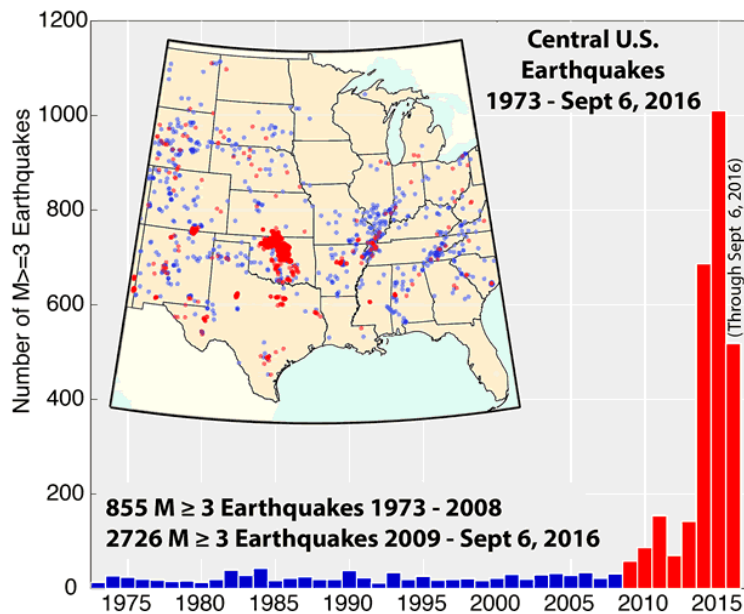 Central U.S.
Earthquakes
1973 - Sept 6, 2016
Number of M>=3 Earthquakes
1200
1000
800
600
400
200
0
(Through Sept 6, 2016)
855 M ≥ 3 Earthquakes 1973 - 2008
2726 M ≥ 3 Earthquakes 2009 - Sept 6, 2016
1975 1980 1985 1990 1995 2000 2005 2010 2015